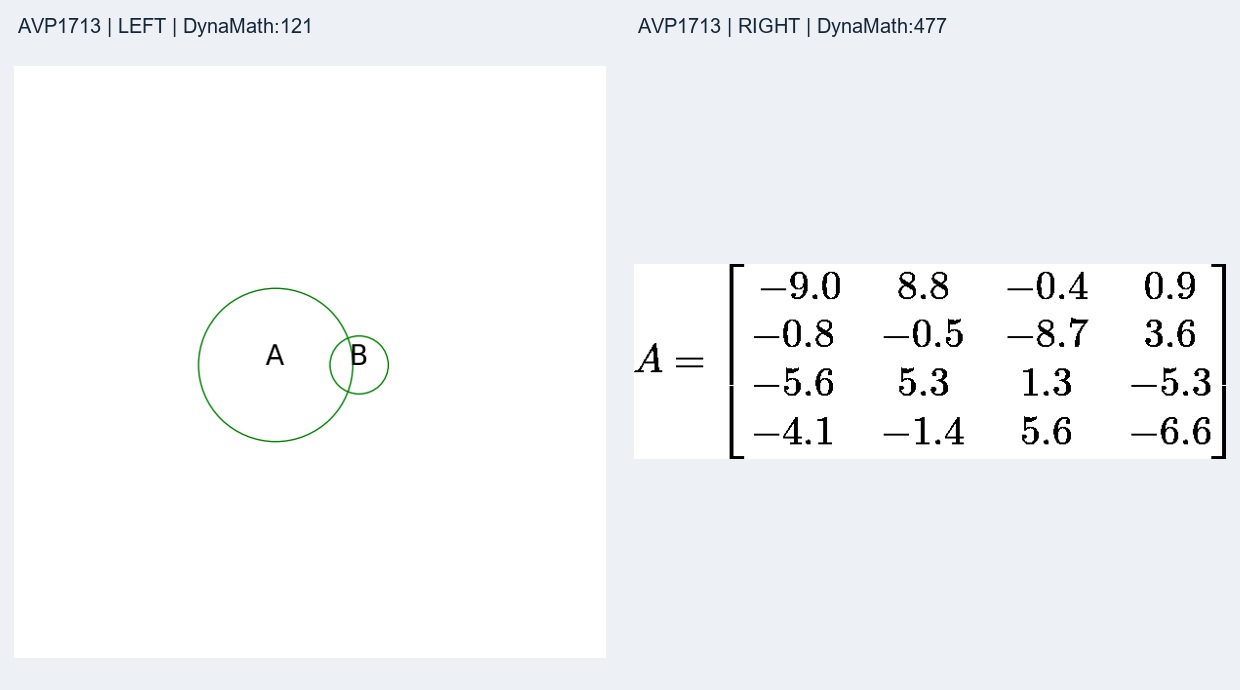 AVP1713 | LEFT | DynaMath:121
A
B
AVP1713 | RIGHT | DynaMath:477
A =
−9.0 8.8 −0.4 0.9
−0.8 −0.5 −8.7 3.6
−5.6 5.3 1.3 −5.3
−4.1 −1.4 5.6 −6.6